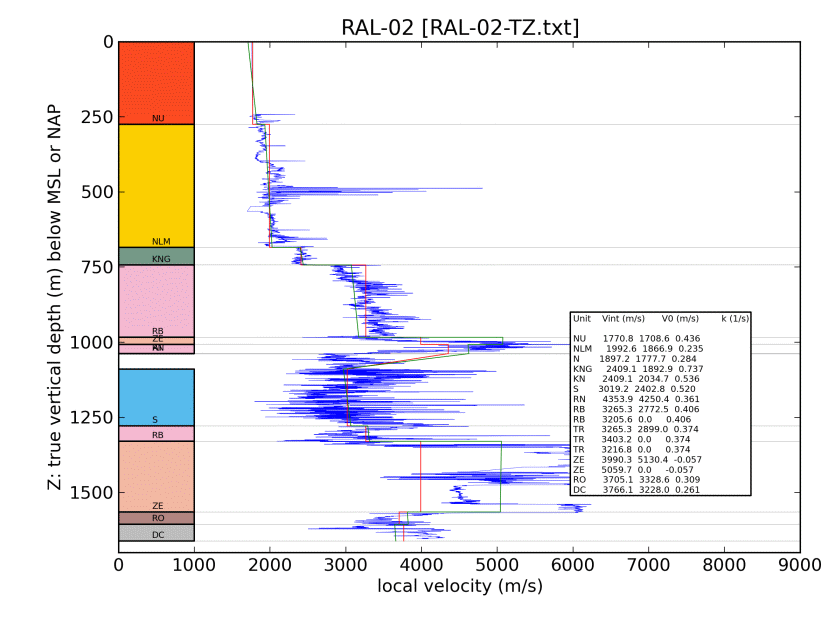 RAL-02 [RAL-02-TZ.txt]
Z: true vertical depth (m) below MSL or NAP
0
250
500
750
1000
1250
1500
NU
NLM
KNG
RB
ZE
RN
S
RB
ZE
RO
DC
Unit Vint (m/s) V0 (m/s) k (1/s)
NU 1770.8 1708.6 0.436
NLM 1992.6 1866.9 0.235
N 1897.2 1777.7 0.284
KNG 2409.1 1892.9 0.737
KN 2409.1 2034.7 0.536
S 3019.2 2402.8 0.520
RN 4353.9 4250.4 0.361
RB 3265.3 2772.5 0.406
RB 3205.6 0.0 0.406
TR 3265.3 2899.0 0.374
TR 3403.2 0.0 0.374
TR 3216.8 0.0 0.374
ZE 3990.3 5130.4 -0.057
ZE 5059.7 0.0 -0.057
RO 3705.1 3328.6 0.309
DC 3766.1 3228.0 0.261
0 1000 2000 3000 4000 5000 6000 7000 8000 9000
local velocity (m/s)